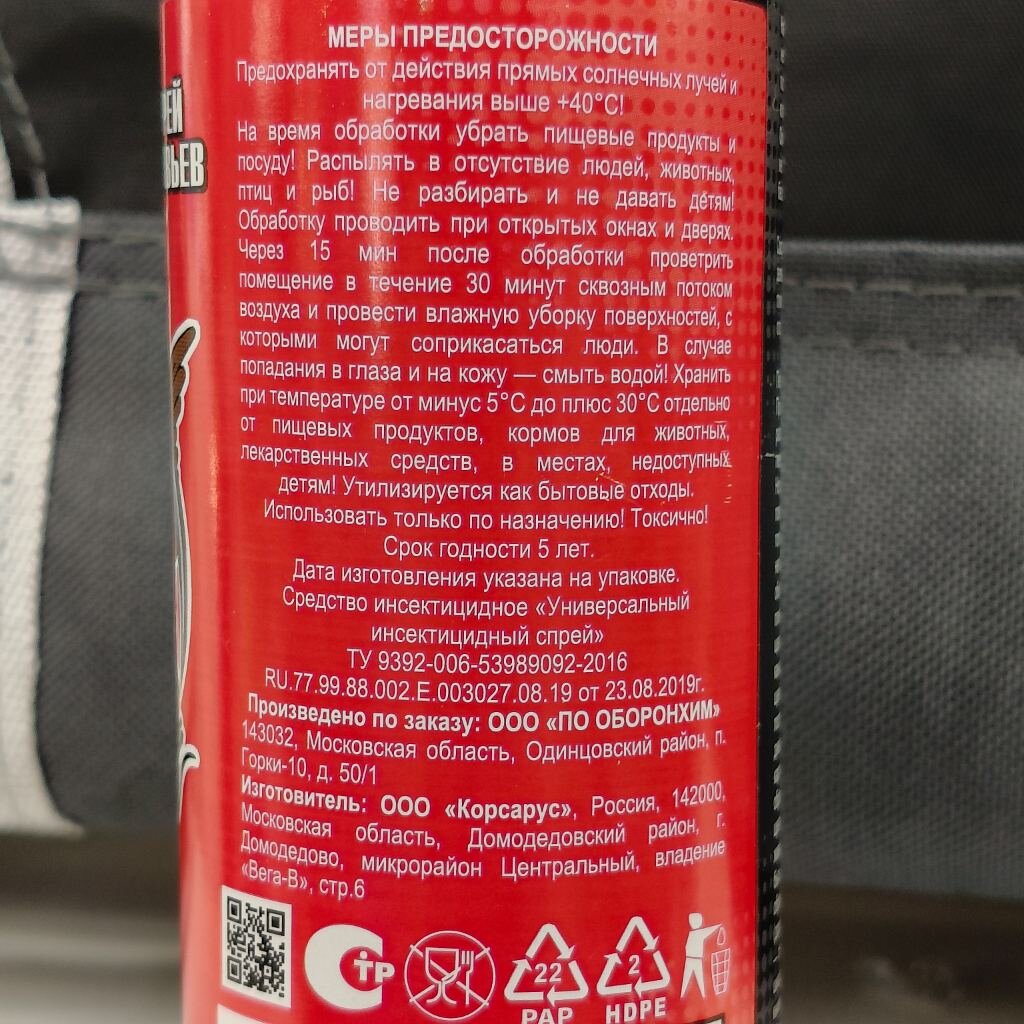 МЕРЫ ПРЕДОСТОРОЖНОСТИ
Предохранять от действия прямых солнечных лучей и
нагревания выше +40°С!
На время обработки убрать пищевые продукты и
посуду! Распылять в отсутствие людей, животных,
птиц и рыб! Не разбирать и не давать детям!
Обработку проводить при открытых окнах и дверях.
Через 15 мин после обработки проветрить
помещение в течение 30 минут сквозным потоком
воздуха и провести влажную уборку поверхностей, с
которыми могут соприкасаться люди. В случае
попадания в глаза и на кожу — смыть водой! Хранить
при температуре от минус 5°С до плюс 30°С отдельно
от пищевых продуктов, кормов для животных,
лекарственных средств, в местах, недоступных
детям! Утилизируется как бытовые отходы.
Использовать только по назначению! Токсично!
Срок годности 5 лет.
Дата изготовления указана на упаковке.
Средство инсектицидное «Универсальный
инсектицидный спрей»
ТУ 9392-006-53989092-2016
RU.77.99.88.002.Е.003027.08.19 от 23.08.2019г.
Произведено по заказу: ООО «ПО ОБОРОНХИМ»
143032, Московская область, Одинцовский район, п.
Горки-10, д. 50/1
Изготовитель: ООО «Корсарус», Россия, 142000,
Московская область, Домодедовский район, г.
Домодедово, микрорайон Центральный, владение
«Вега-В», стр.6
СТР
22
PAP
2
HDPE